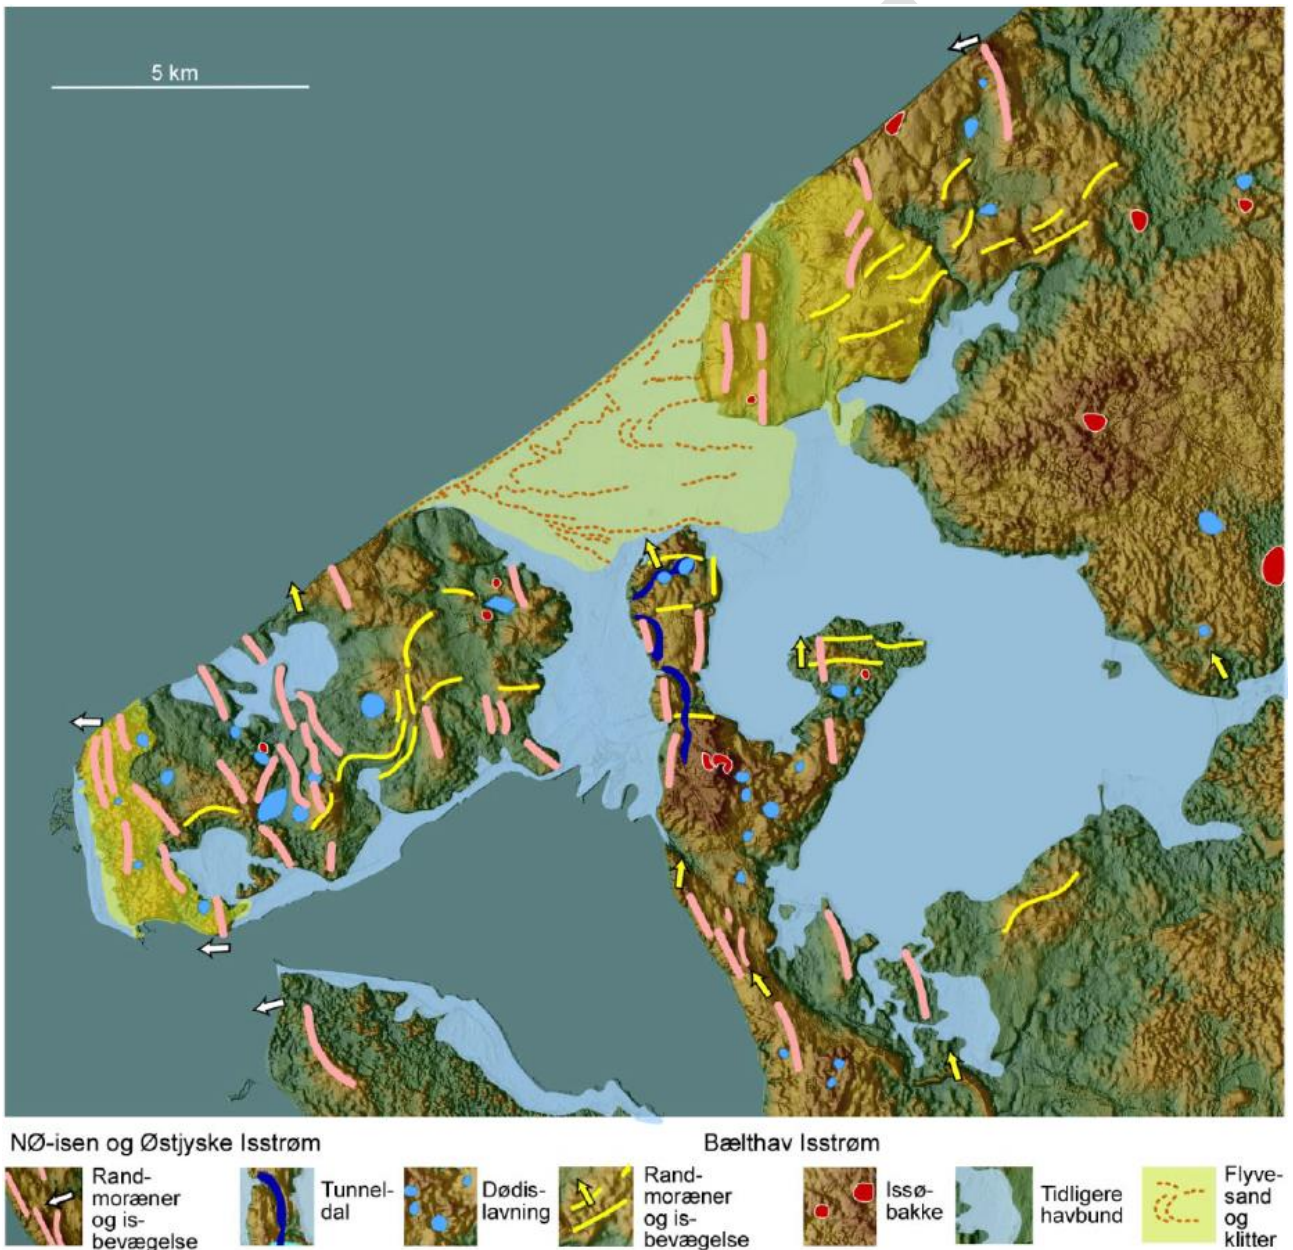 5 km
NØ-isen og Østjyske Isstrøm
Bælthav Isstrøm
Rand-
moræner
og is-
bevægelse
Tunnel-
dal
Dødis-
lavning
Rand-
moræner
og is-
bevægelse
Issø-
bakke
Tidligere
havbund
Flyve-
sand
og
klitter